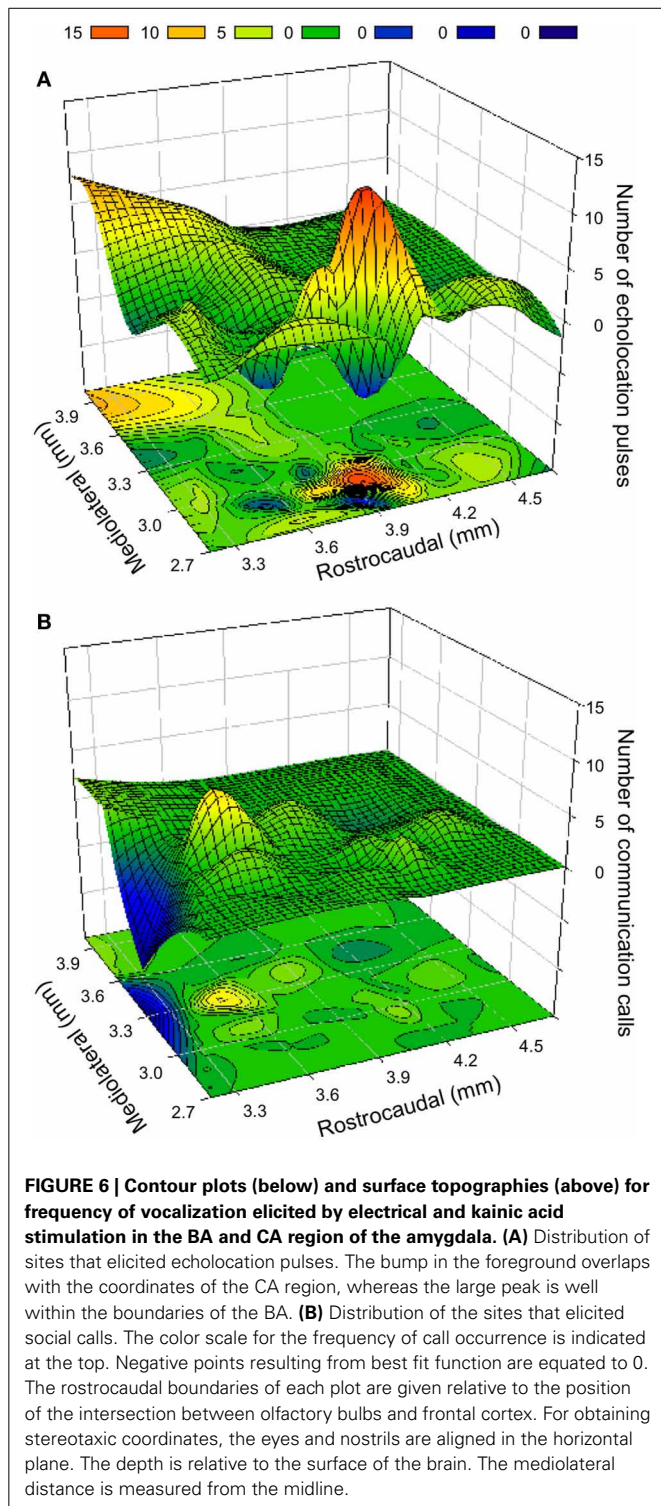 15 10 5 0 0 0 0
A
15
10
5
0
Number of echolocation pulses
3.9
3.6
3.3
3.0
2.7
Mediolateral (mm)
3.3
3.6
3.9
4.2
4.5
Rostrocaudal (mm)
B
15
10
5
0
Number of communication calls
3.9
3.6
3.3
3.0
2.7
Mediolateral (mm)
3.3
3.6
3.9
4.2
4.5
Rostrocaudal (mm)
FIGURE 6 | Contour plots (below) and surface topographies (above) for
frequency of vocalization elicited by electrical and kainic acid
stimulation in the BA and CA region of the amygdala. (A) Distribution of
sites that elicited echolocation pulses. The bump in the foreground overlaps
with the coordinates of the CA region, whereas the large peak is well
within the boundaries of the BA. (B) Distribution of the sites that elicited
social calls. The color scale for the frequency of call occurrence is indicated
at the top. Negative points resulting from best fit function are equated to 0.
The rostrocaudal boundaries of each plot are given relative to the position
of the intersection between olfactory bulbs and frontal cortex. For obtaining
stereotaxic coordinates, the eyes and nostrils are aligned in the horizontal
plane. The depth is relative to the surface of the brain. The mediolateral
distance is measured from the midline.